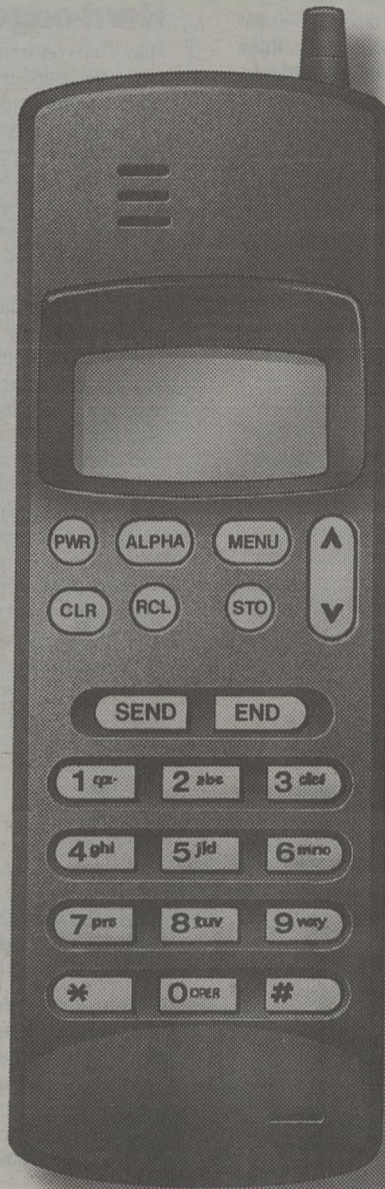 PWR ALPHA MENU
CLR RCL STO
SEND END
1 2 abc 3 def
4 ghi 5 jkl 6 mno
7 prs 8 tuv 9 wxy
* 0 OPER #